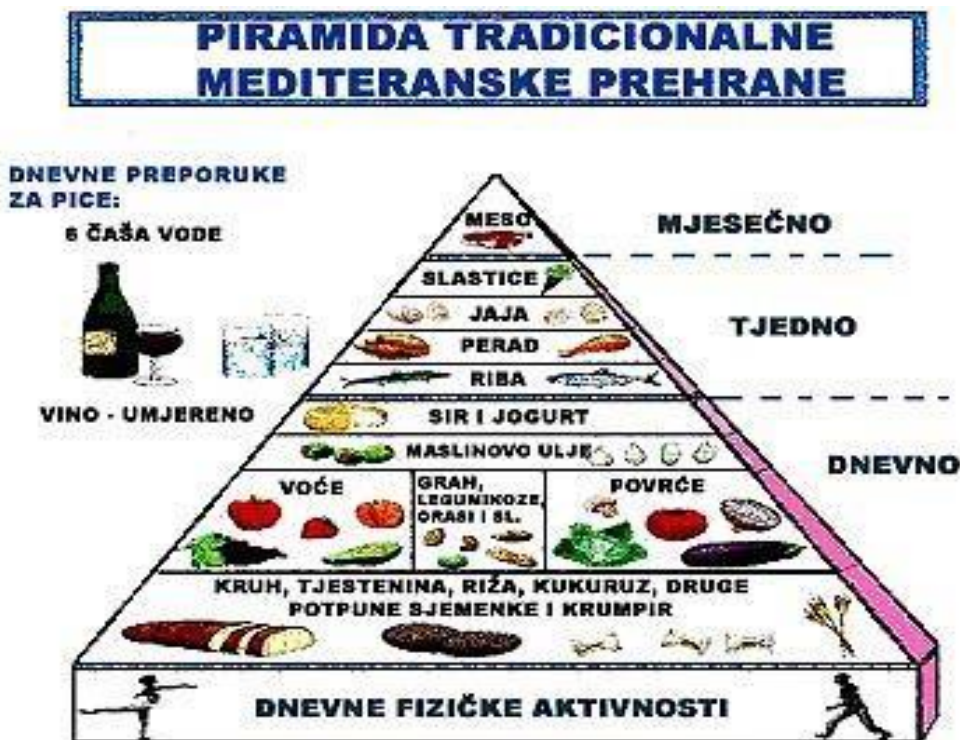 PIRAMIDA TRADICIONALNE
MEDITERANSKE PREHRANE
DNEVNE PREPORUKE
ZA PICE:
6 ČAŠA VODE
VINO - UMJERENO
MESO
MJESEČNO
SLASTICE
JAJA
PERAD
RIBA
TJEDNO
SIR I JOGURT
MASLINOVO ULJE
DNEVNO
VOĆE
GRAH,
LEGUMIKOZE,
ORASI I SL.
POVRĆE
KRUH, TJESTENINA, RIŽA, KUKURUZ, DRUGE
POTPUNE SJEMENKE I KRUMPIR
DNEVNE FIZIČKE AKTIVNOSTI